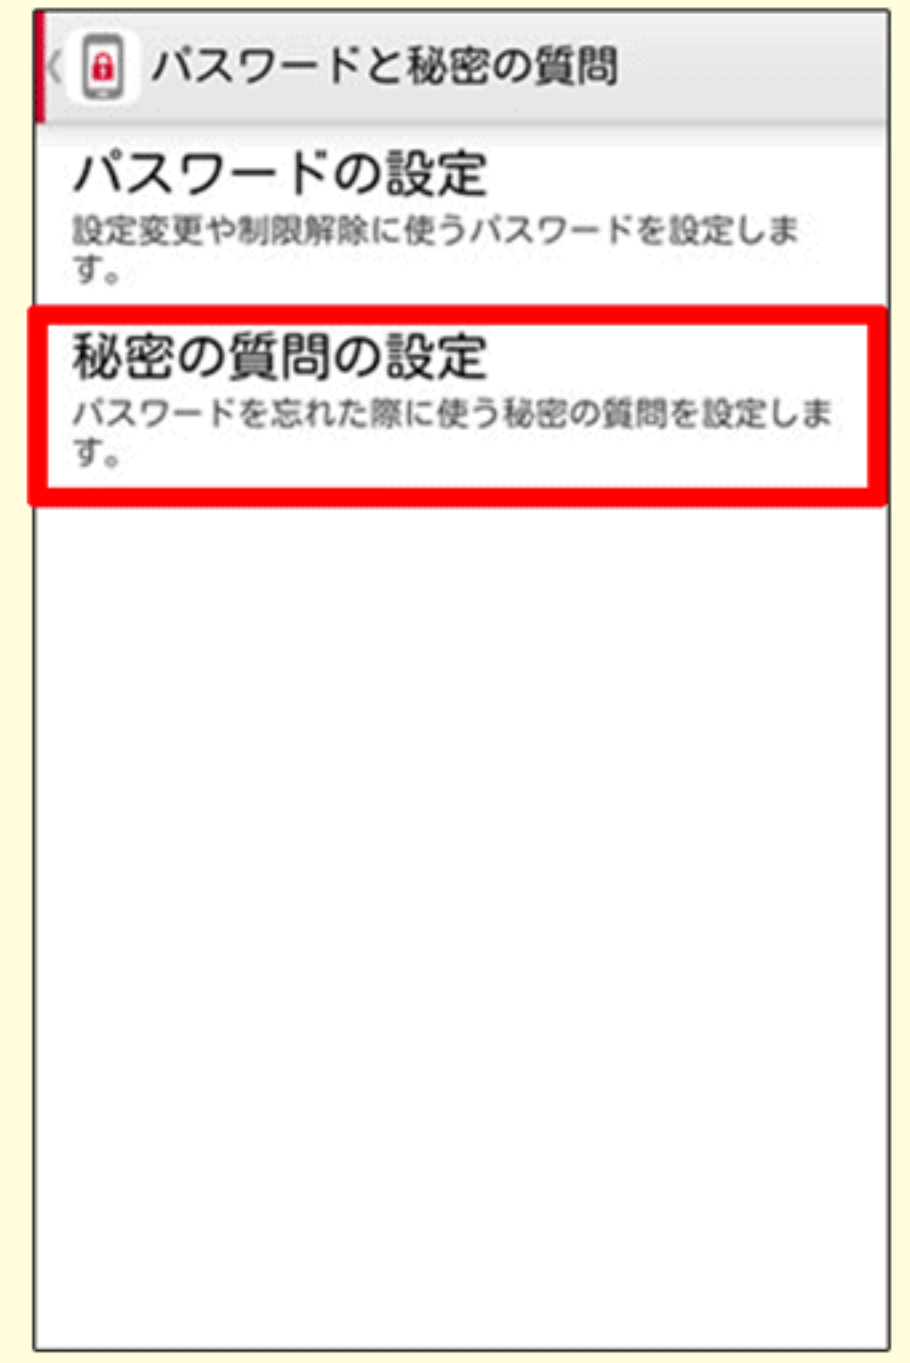 パスワードと秘密の質問
パスワードの設定
設定変更や制限解除に使うパスワードを設定しま
す。
秘密の質問の設定
パスワードを忘れた際に使う秘密の質問を設定しま
す。